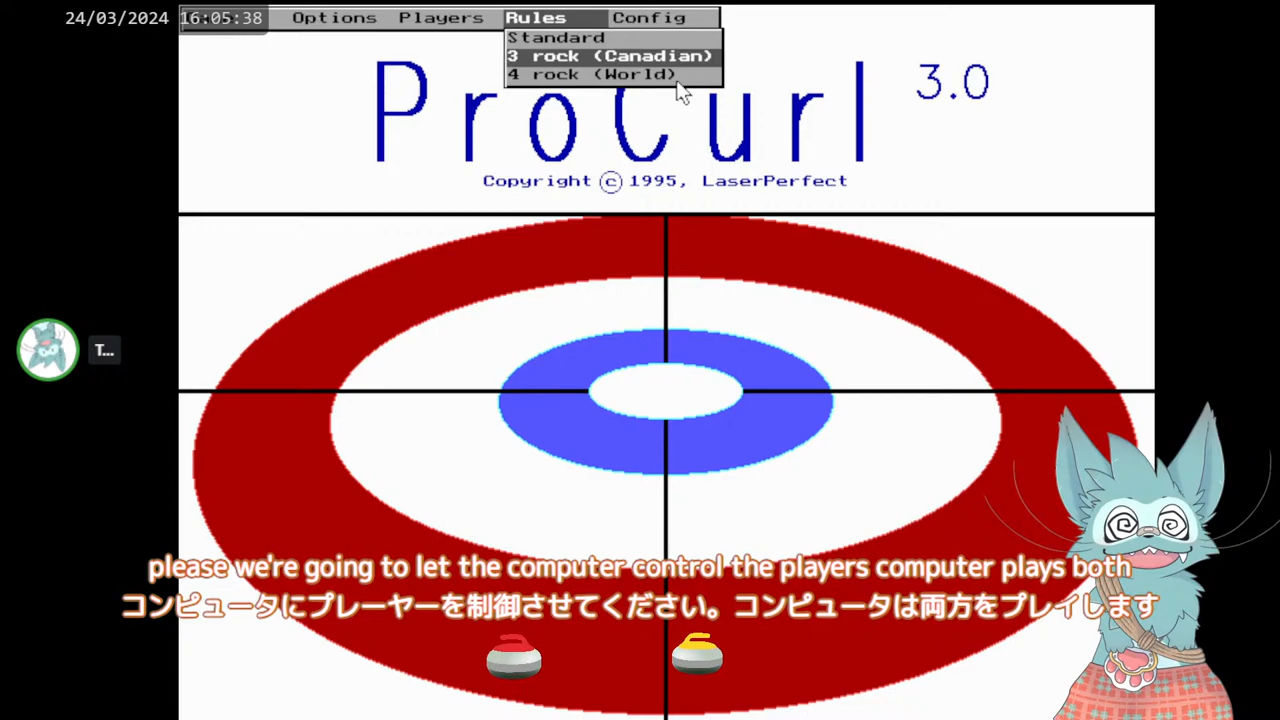 24/03/2024 16:05:38
Options Players Rules Config
Standard
3 rock (Canadian)
4 rock (World)
ProCurl 3.0
Copyright © 1995, LaserPerfect
T...
please we're going to let the computer control the players computer plays both
コンピュータにプレーヤーを制御させてください。コンピュータは両方をプレイします